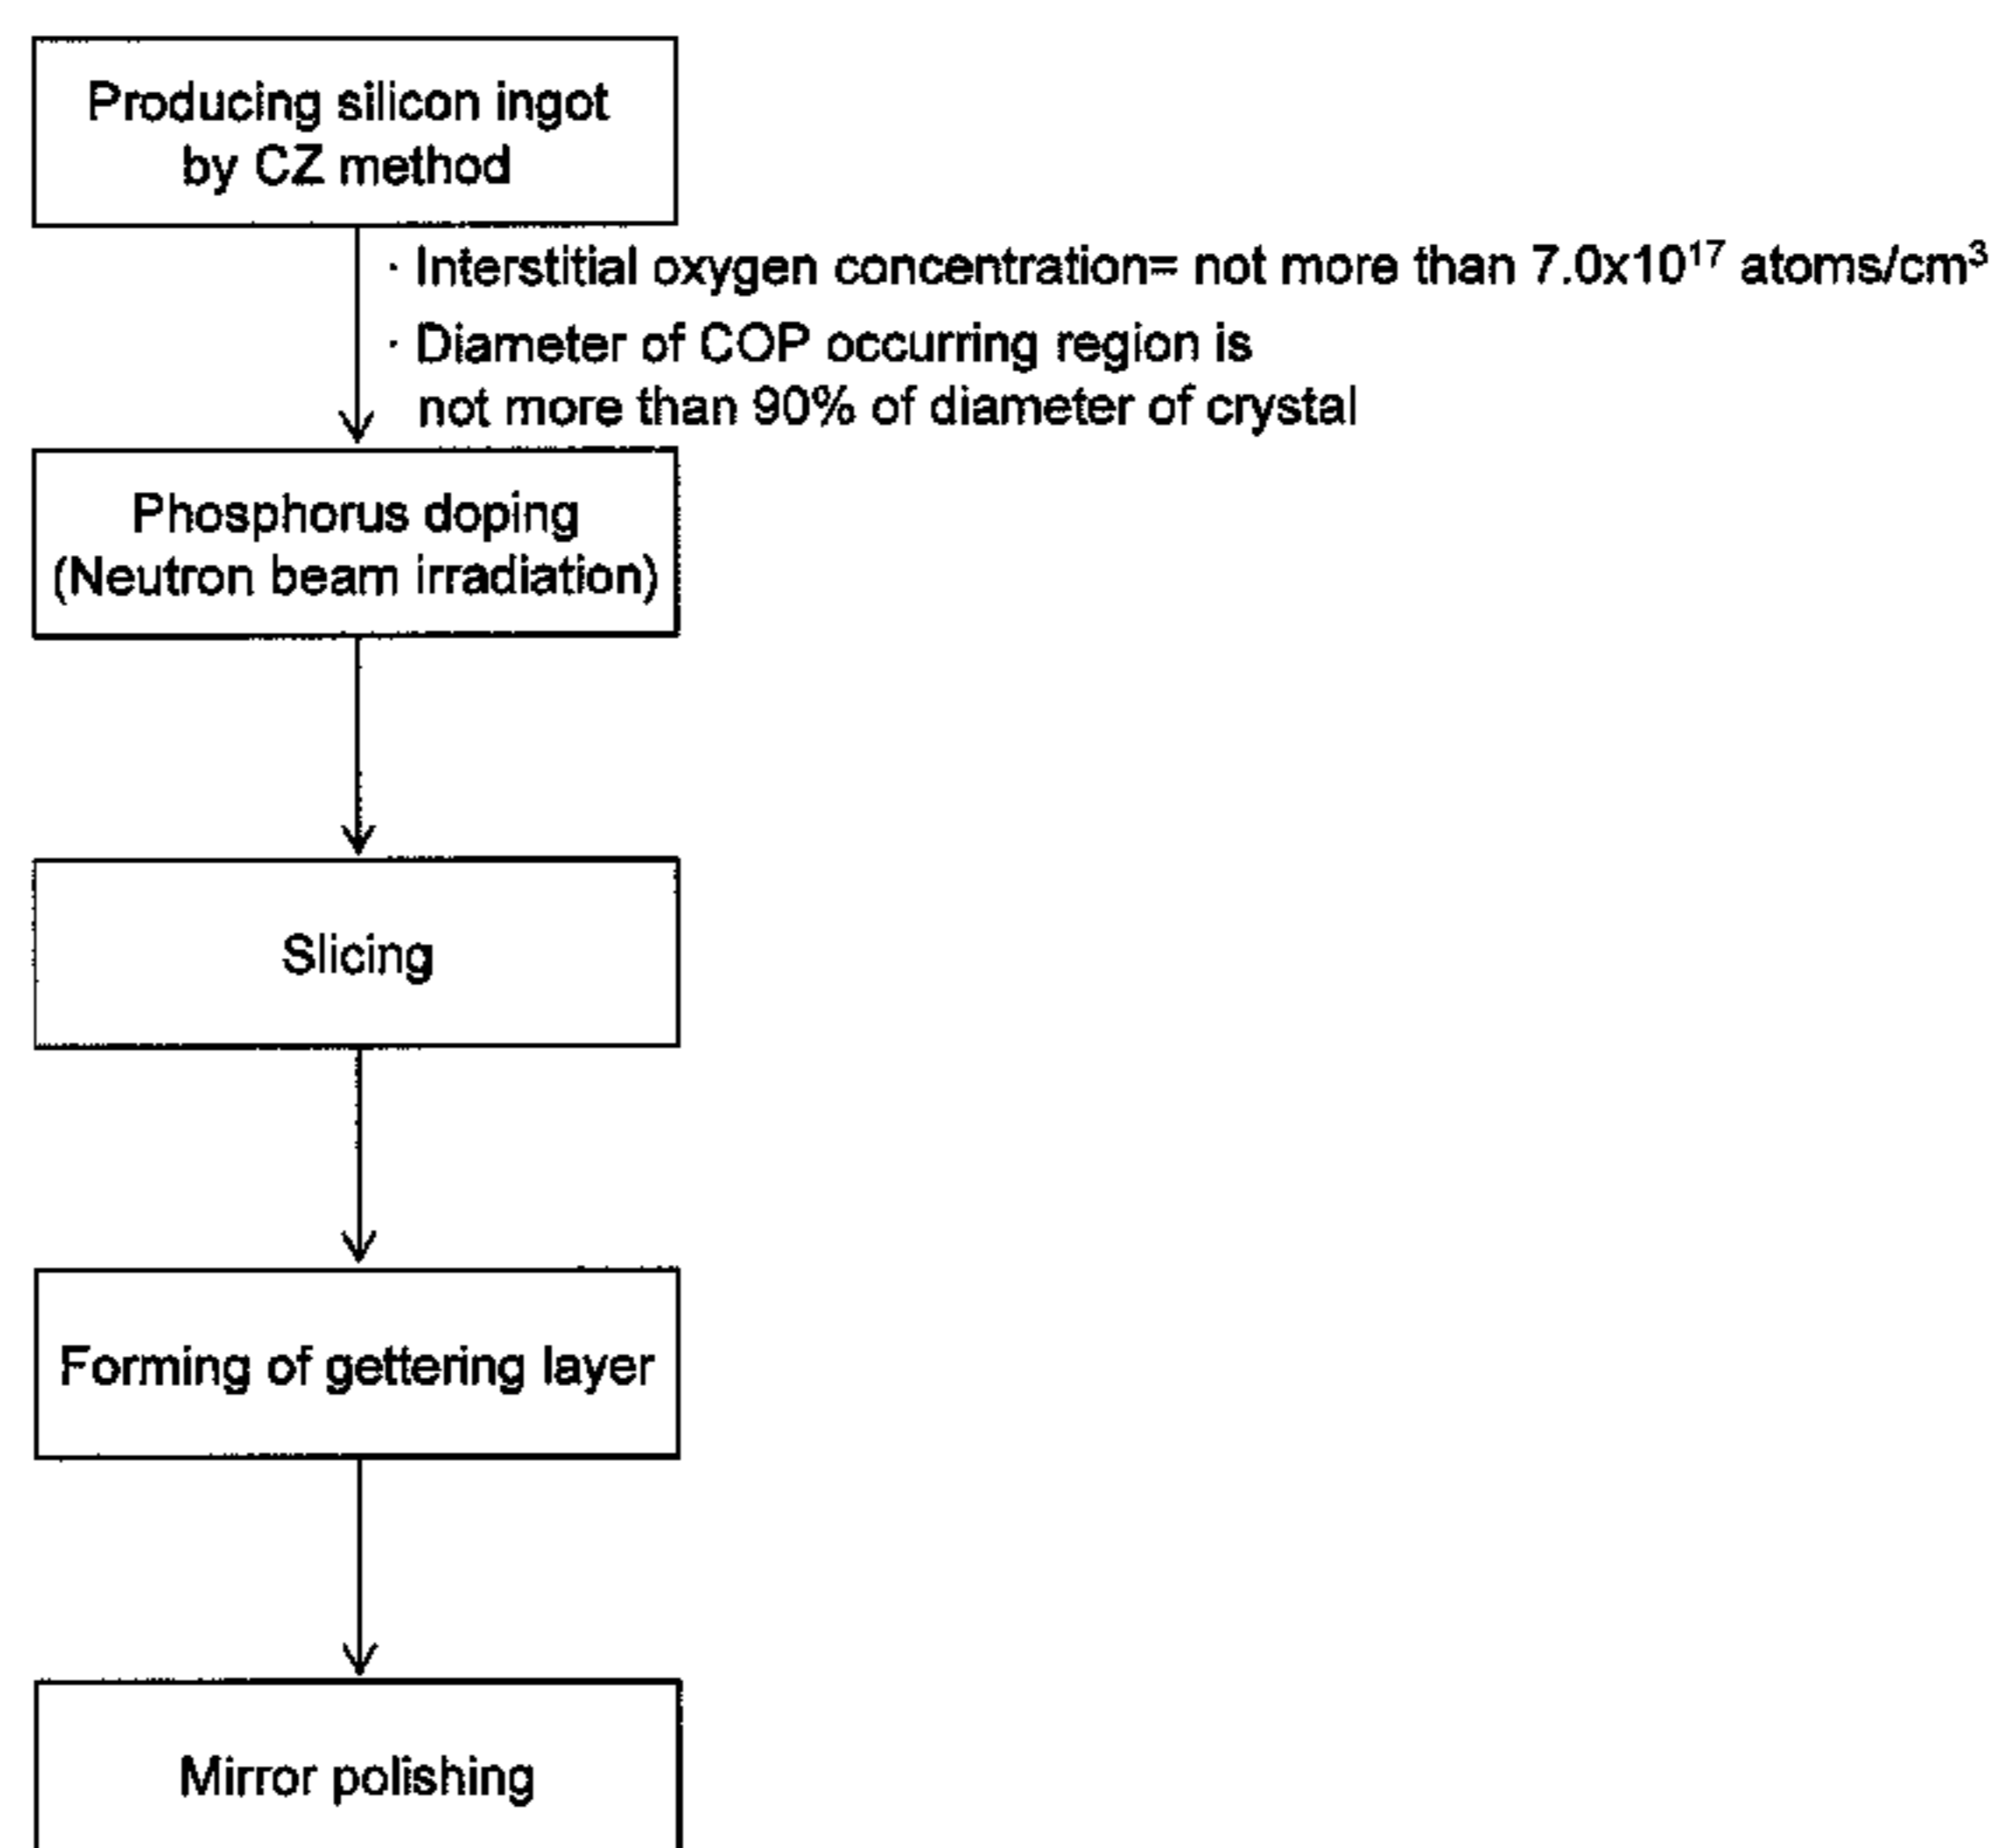 Producing silicon ingot
by CZ method
· Interstitial oxygen concentration= not more than 7.0x10¹⁷ atoms/cm³
· Diameter of COP occurring region is
not more than 90% of diameter of crystal
Phosphorus doping
(Neutron beam irradiation)
Slicing
Forming of gettering layer
Mirror polishing